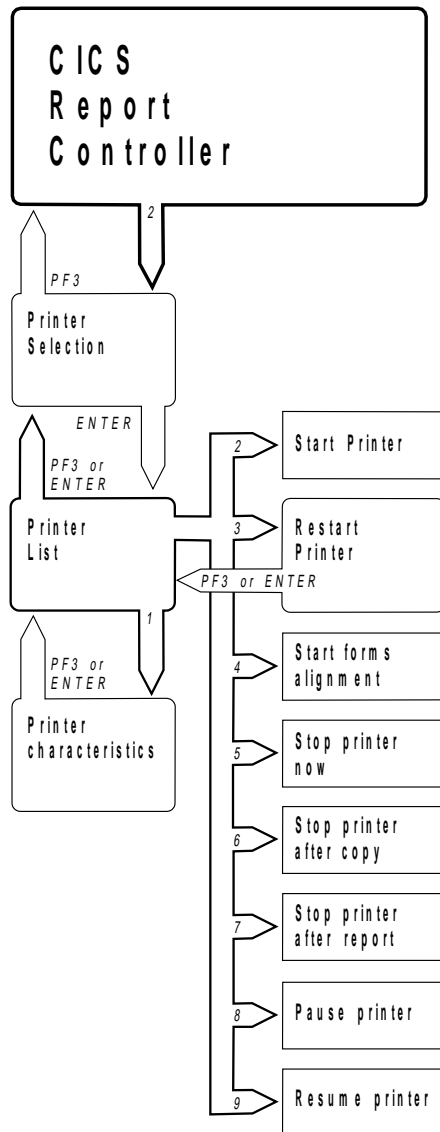 CICS
Report
Controller
2
PF3
Printer
Selection
ENTER
PF3 or
ENTER
Printer
List
1
PF3 or
ENTER
Printer
characteristics
2
Start Printer
3
Restart
Printer
PF3 or ENTER
4
Start forms
alignment
5
Stop printer
now
6
Stop printer
after copy
7
Stop printer
after report
8
Pause printer
9
Resume printer